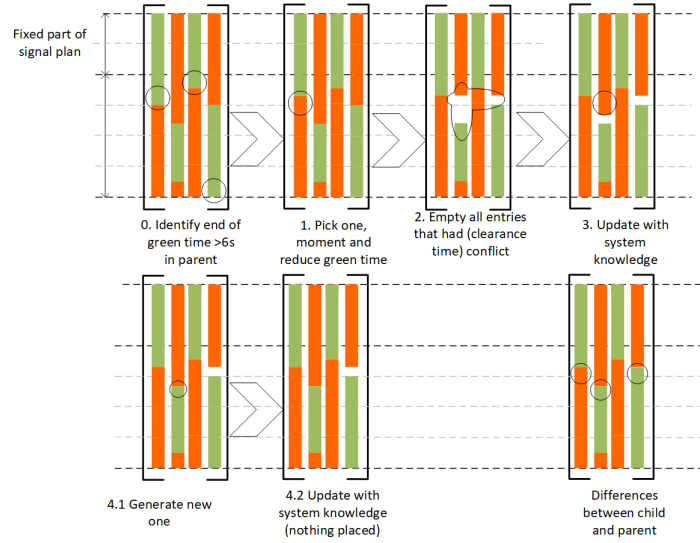 Fixed part of
signal plan
0. Identify end of
green time >6s
in parent
1. Pick one,
moment and
reduce green time
2. Empty all entries
that had (clearance
time) conflict
3. Update with
system
knowledge
4.1 Generate new
one
4.2 Update with
system knowledge
(nothing placed)
Differences
between child
and parent